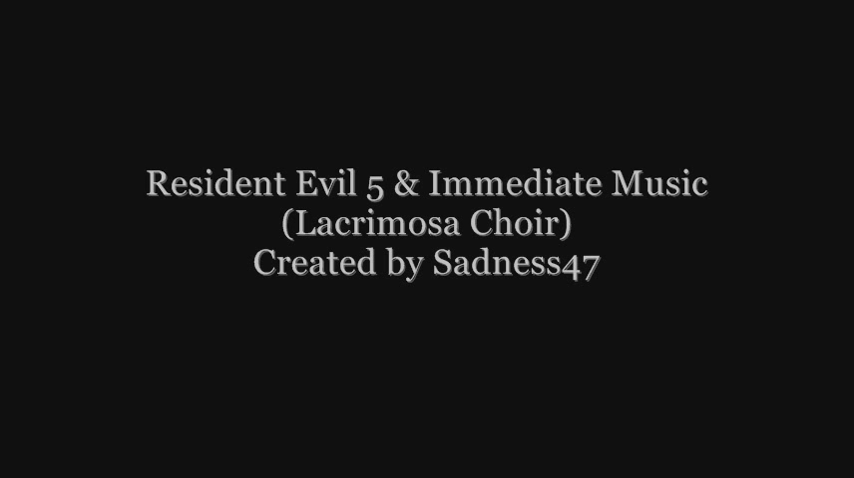 Resident Evil 5 & Immediate Music
(Lacrimosa Choir)
Created by Sadness47